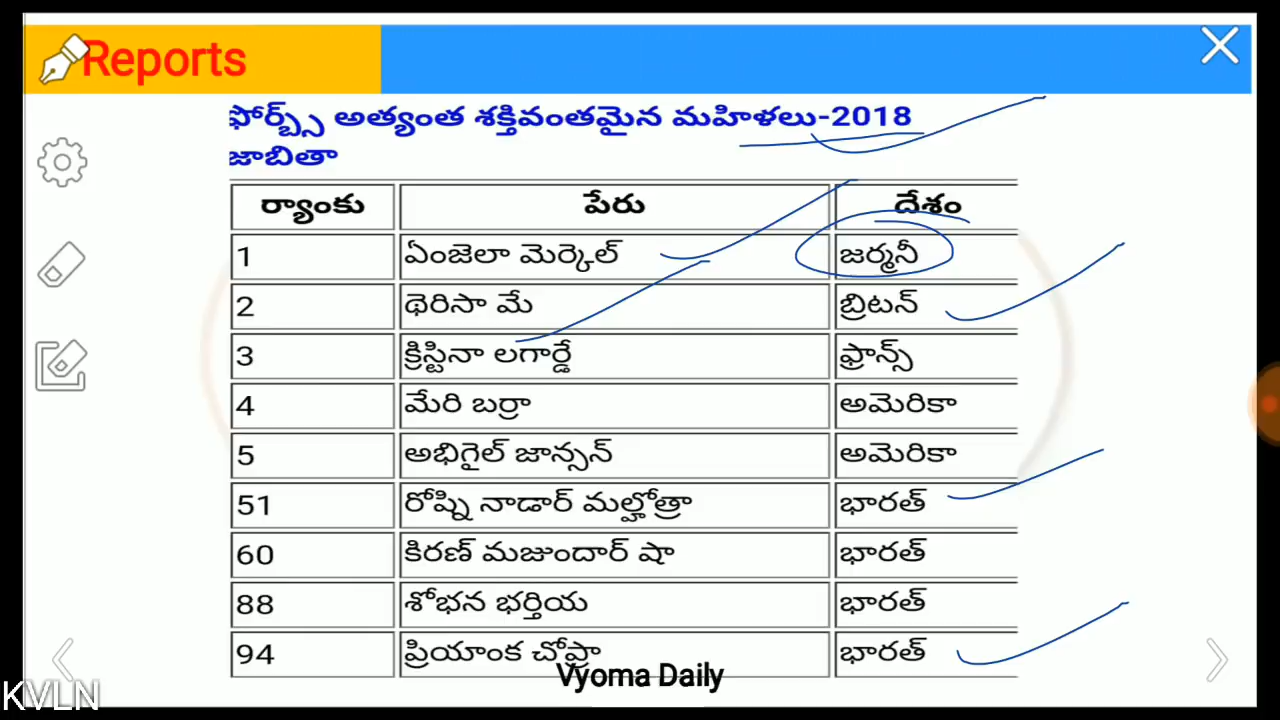 Reports
ఫోర్బ్స్ అత్యంత శక్తివంతమైన మహిళలు-2018
జాబితా
ర్యాంకు పేరు దేశం
1 ఏంజెలా మెర్కెల్ జర్మనీ
2 థెరిసా మే బ్రిటన్
3 క్రిస్టినా లగార్డే ఫ్రాన్స్
4 మేరి బర్రా అమెరికా
5 అభిగైల్ జాన్సన్ అమెరికా
51 రోష్ని నాడార్ మల్హోత్రా భారత్
60 కిరణ్ మజుందార్ షా భారత్
88 శోభన భర్తియ భారత్
94 ప్రియాంక చోప్రా భారత్
Vyoma Daily
KVLN